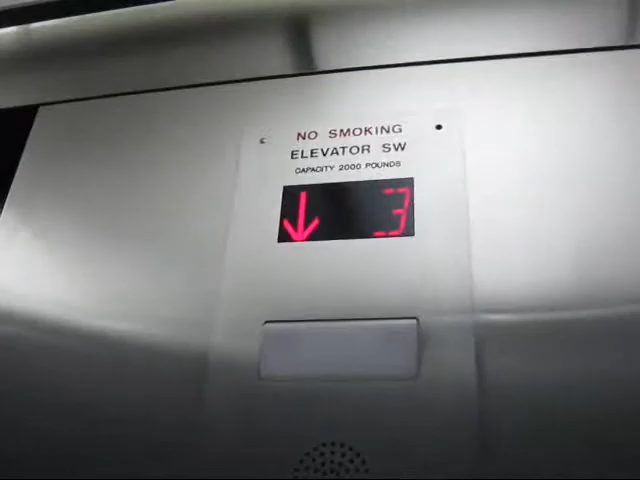 NO SMOKING
ELEVATOR SW
CAPACITY 2000 POUNDS
↓ 3